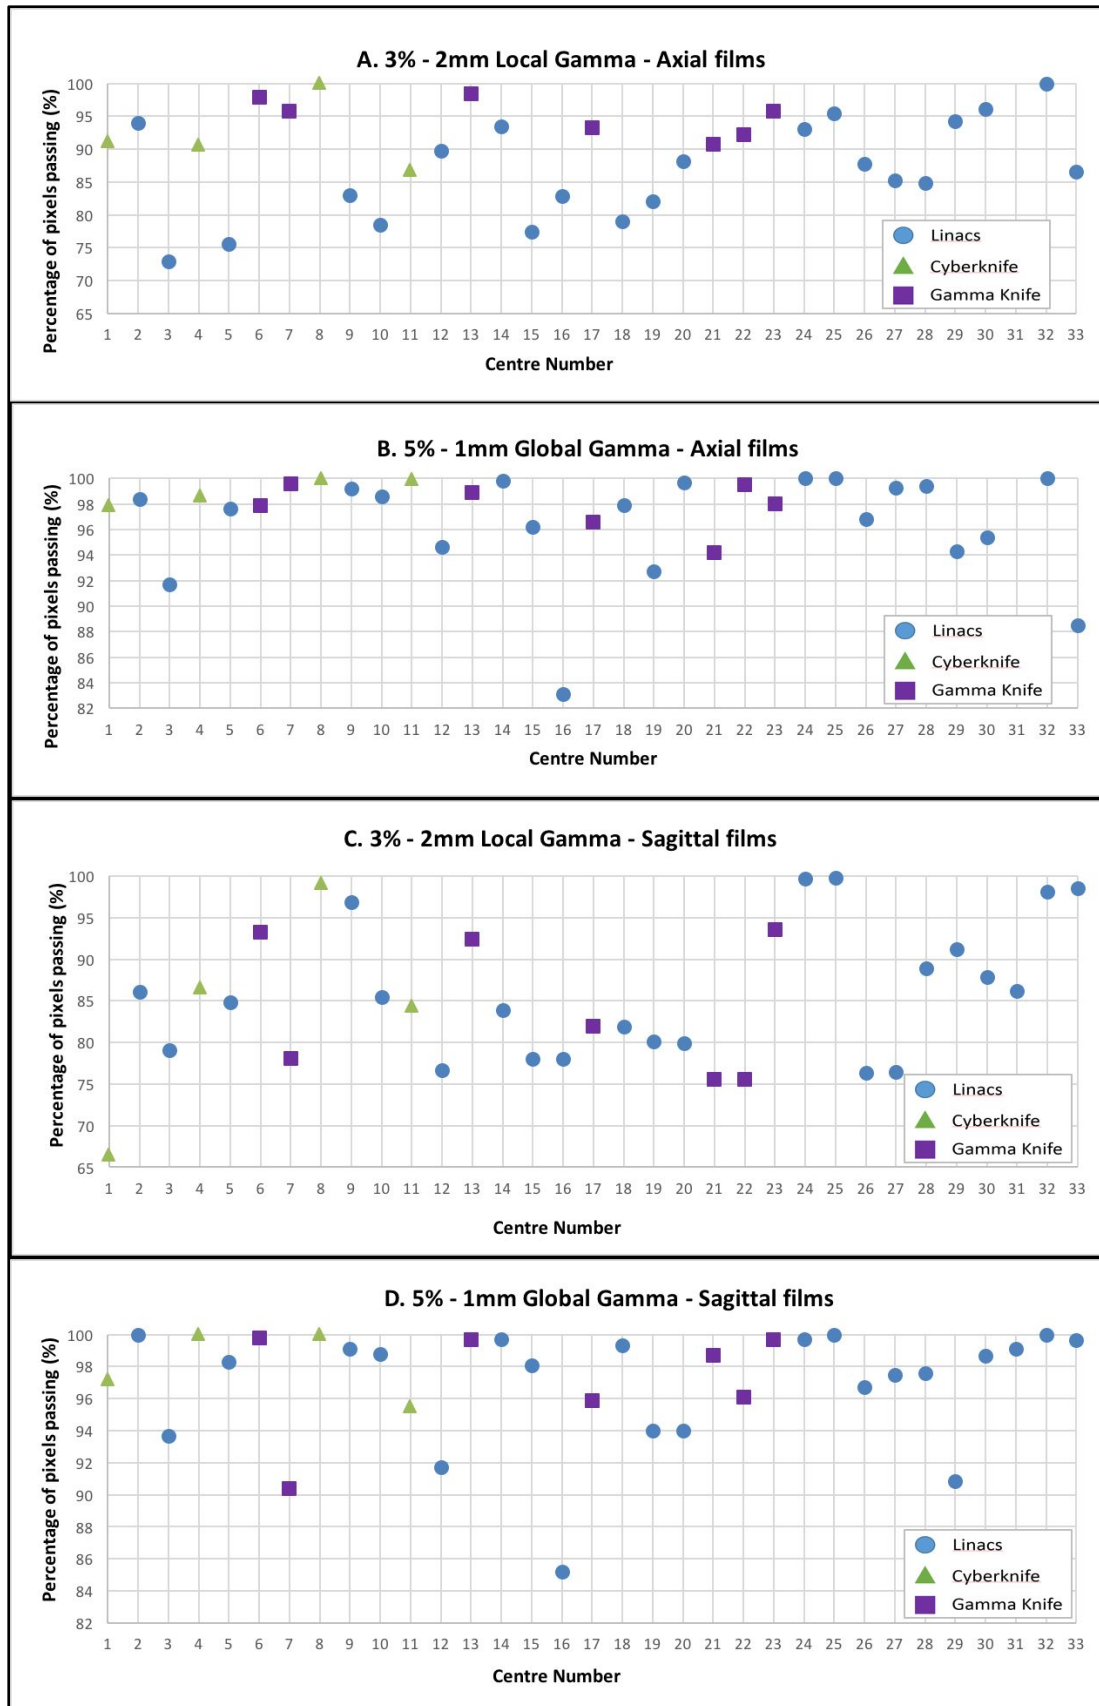 A. 3% - 2mm Local Gamma - Axial films
Percentage of pixels passing (%)
100
95
90
85
80
75
70
65
1 2 3 4 5 6 7 8 9 10 11 12 13 14 15 16 17 18 19 20 21 22 23 24 25 26 27 28 29 30 31 32 33
Centre Number
Linacs
Cyberknife
Gamma Knife
B. 5% - 1mm Global Gamma - Axial films
Percentage of pixels passing (%)
100
98
96
94
92
90
88
86
84
82
1 2 3 4 5 6 7 8 9 10 11 12 13 14 15 16 17 18 19 20 21 22 23 24 25 26 27 28 29 30 31 32 33
Centre Number
Linacs
Cyberknife
Gamma Knife
C. 3% - 2mm Local Gamma - Sagittal films
Percentage of pixels passing (%)
100
95
90
85
80
75
70
65
1 2 3 4 5 6 7 8 9 10 11 12 13 14 15 16 17 18 19 20 21 22 23 24 25 26 27 28 29 30 31 32 33
Centre Number
Linacs
Cyberknife
Gamma Knife
D. 5% - 1mm Global Gamma - Sagittal films
Percentage of pixels passing (%)
100
98
96
94
92
90
88
86
84
82
1 2 3 4 5 6 7 8 9 10 11 12 13 14 15 16 17 18 19 20 21 22 23 24 25 26 27 28 29 30 31 32 33
Centre Number
Linacs
Cyberknife
Gamma Knife